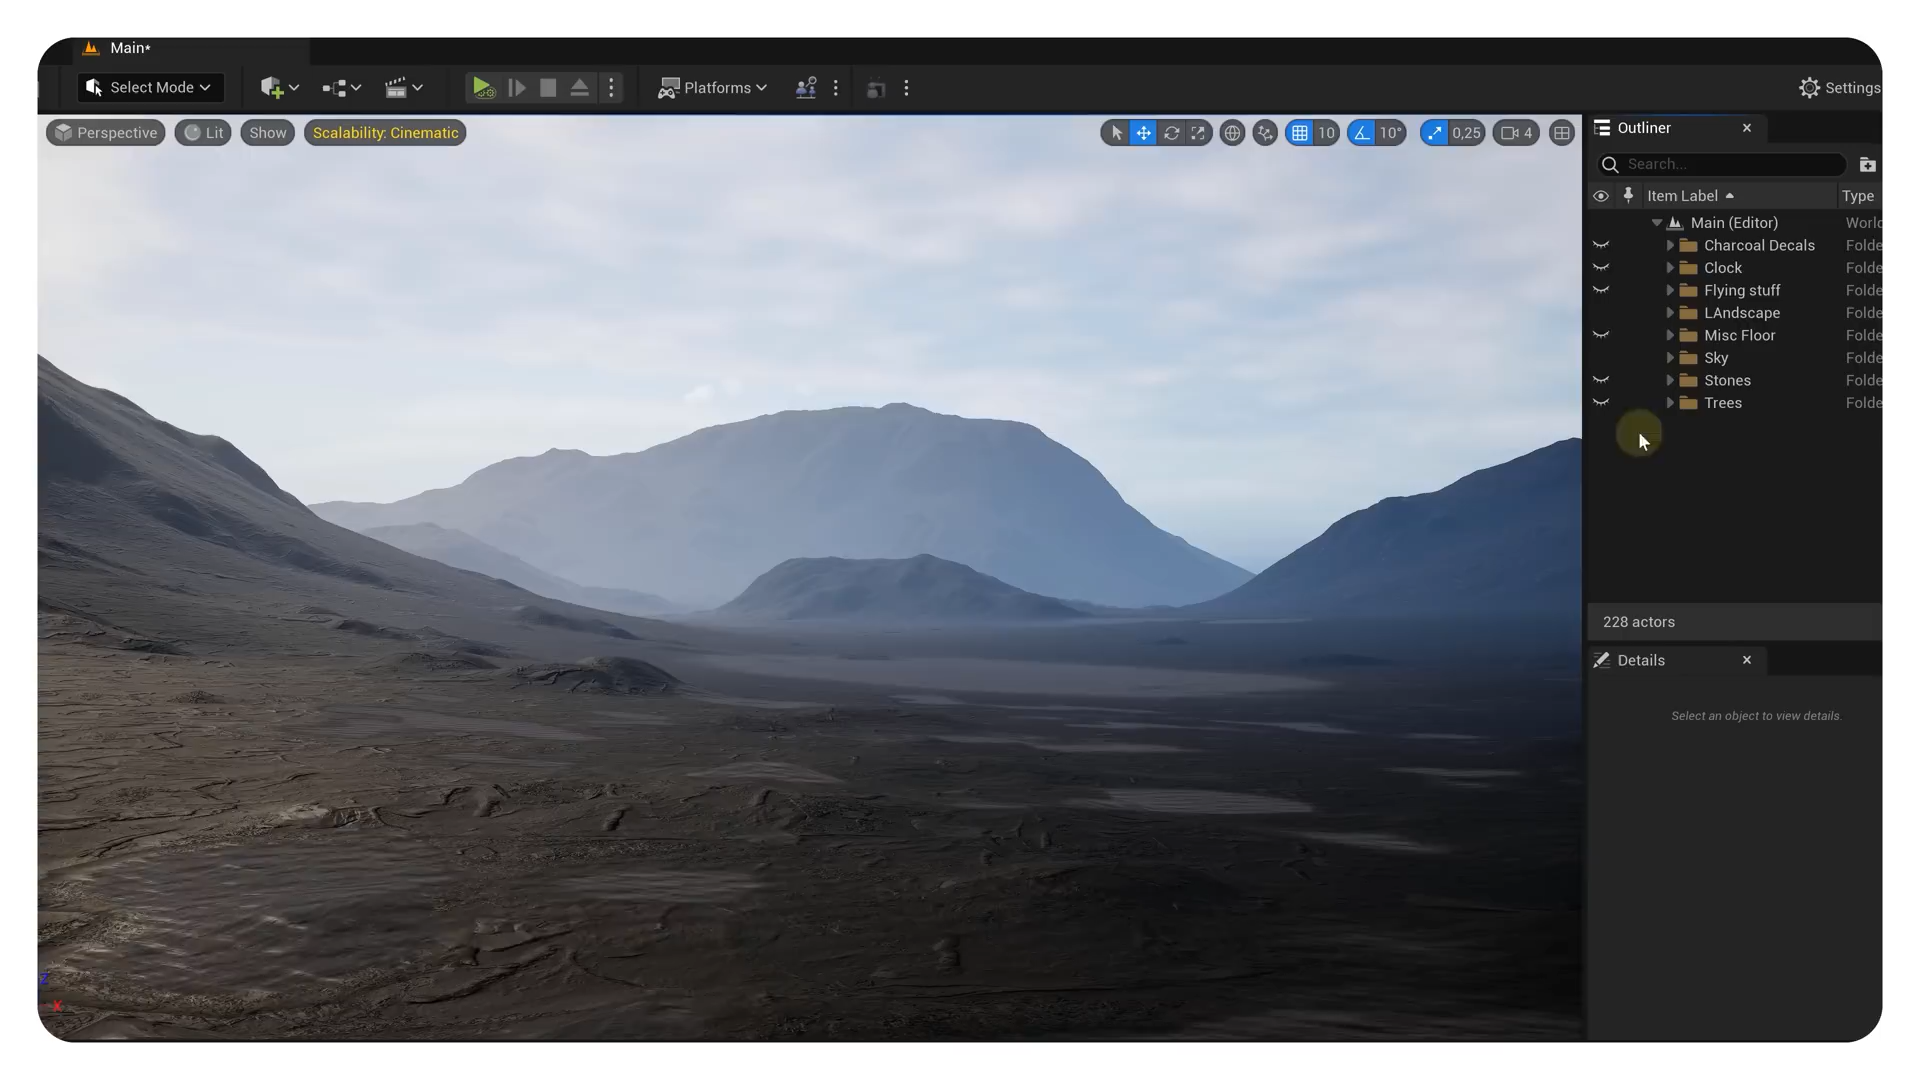 Main*
Select Mode
Platforms
Settings
Perspective
Lit
Show
Scalability: Cinematic
10
10°
0,25
4
Outliner
Search...
Item Label
Type
Main (Editor)
Worlc
Charcoal Decals
Folde
Clock
Folde
Flying stuff
Folde
LAndscape
Folde
Misc Floor
Folde
Sky
Folde
Stones
Folde
Trees
Folde
228 actors
Details
Select an object to view details.
Z
X